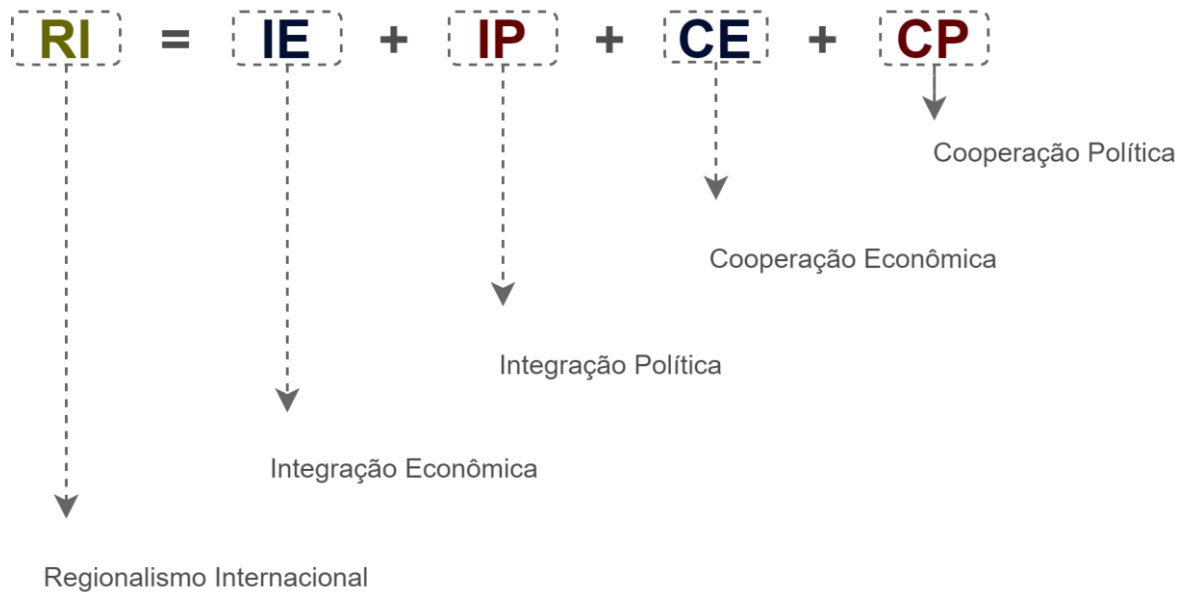 RI = IE + IP + CE + CP
Cooperação Política
Cooperação Econômica
Integração Política
Integração Econômica
Regionalismo Internacional